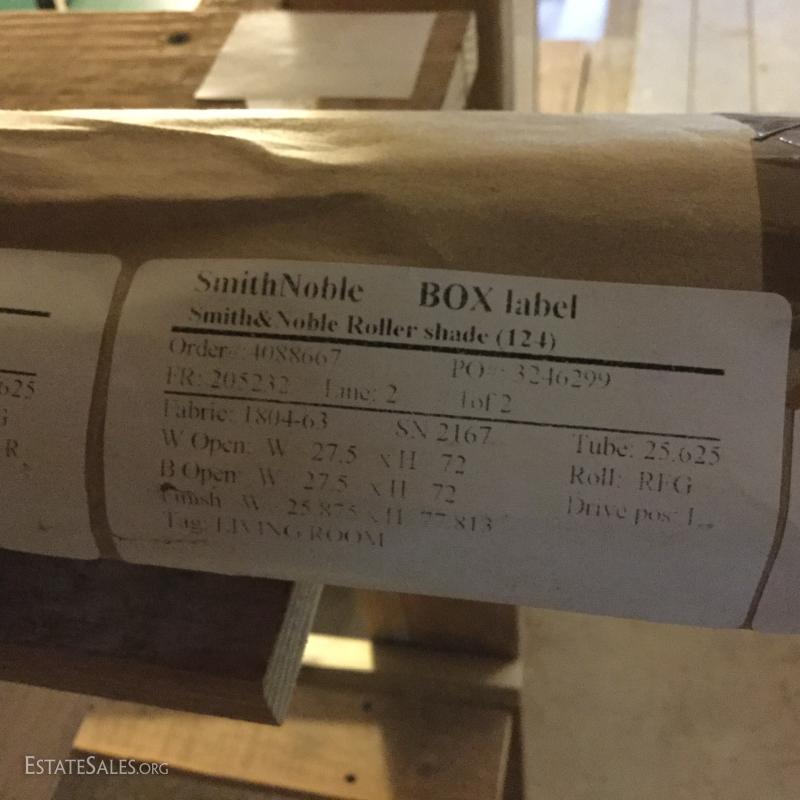 SmithNoble BOX label
Smith&Noble Roller shade (124)
Order#: 4088667 PO#: 3246299
FR: 205232 Line: 2 1of 2
Fabric: 1804-63 SN 2167 Tube: 25.625
W Open: W 27.5 x H 72 Roll: RFG
B Open: W 27.5 x H 72 Drive pos: L
Finish W 25.875 x H 77.813
Tag: LIVING ROOM
625
G
R
ESTATESALES.ORG